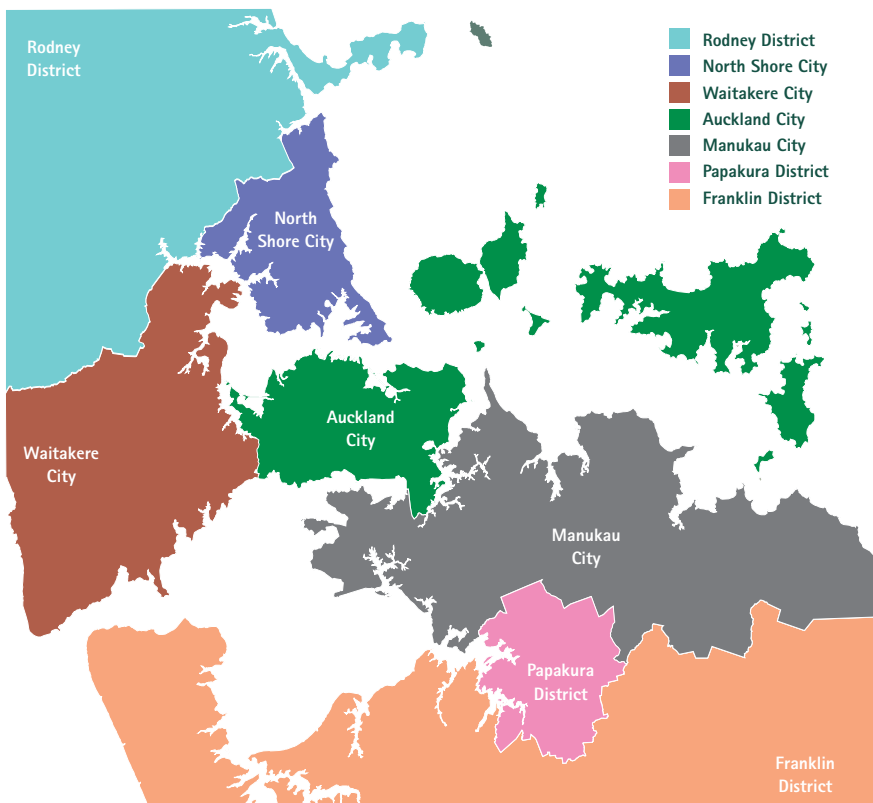 Rodney
District
Rodney District
North Shore City
Waitakere City
Auckland City
Manukau City
Papakura District
Franklin District
North
Shore City
Auckland
City
Waitakere
City
Manukau
City
Papakura
District
Franklin
District